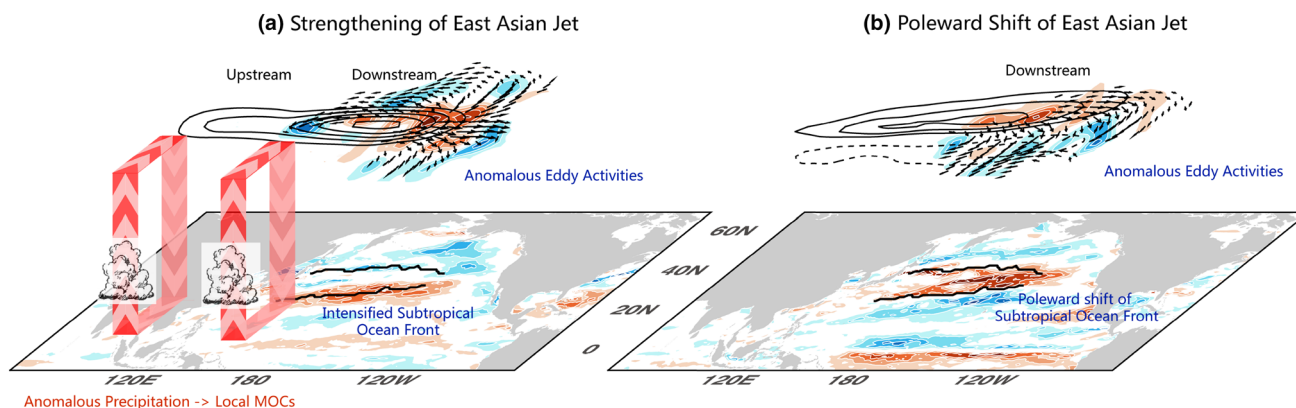 (a) Strengthening of East Asian Jet
Upstream
Downstream
Anomalous Eddy Activities
Intensified Subtropical
Ocean Front
60N
40N
20N
0
120E
180
120W
Anomalous Precipitation -> Local MOCs
(b) Poleward Shift of East Asian Jet
Downstream
Anomalous Eddy Activities
Poleward shift of
Subtropical Ocean Front
120E
180
120W